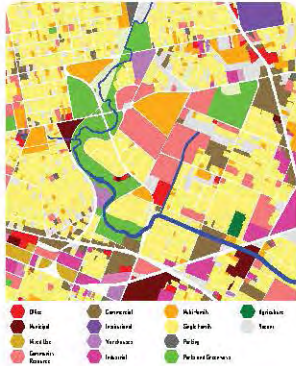 Office
Commercial
Multi-Family
Agriculture
Municipal
Institutional
Single Family
Vacant
Mixed Use
Warehouses
Parking
Community
Resources
Industrial
Parks and Greenways